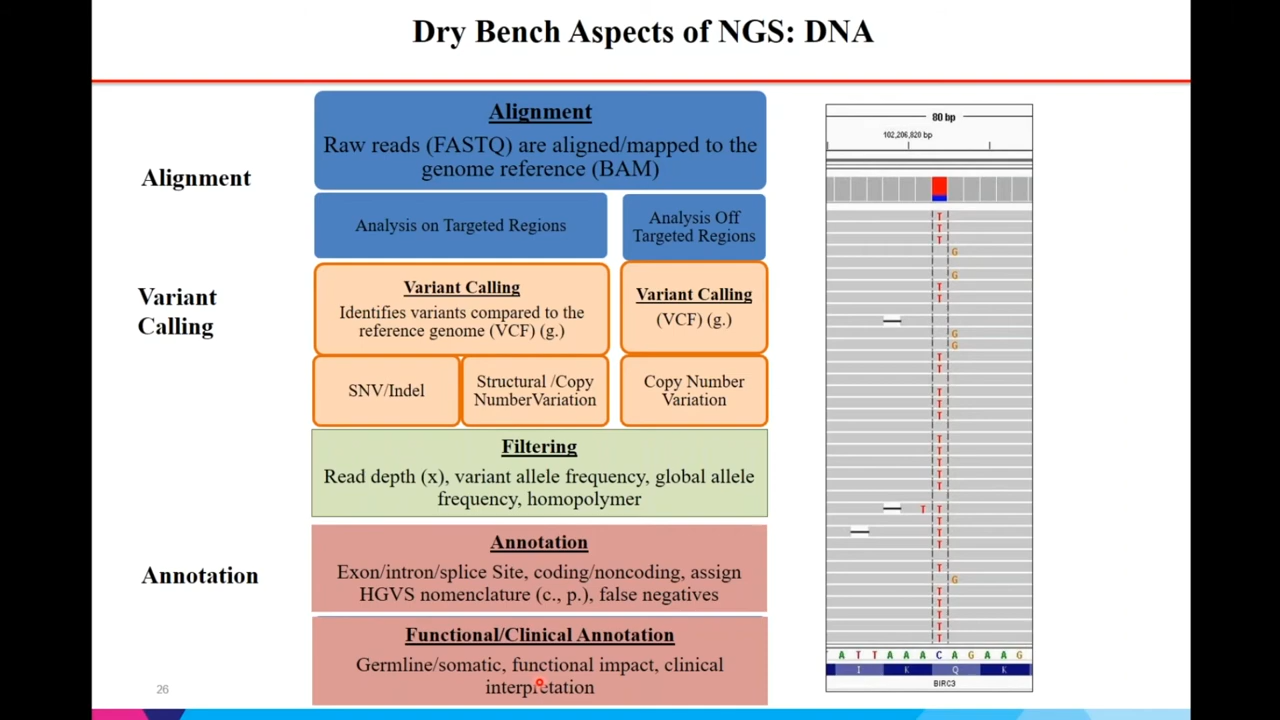 Dry Bench Aspects of NGS: DNA
Alignment
Alignment
Raw reads (FASTQ) are aligned/mapped to the
genome reference (BAM)
Analysis on Targeted Regions
Analysis Off
Targeted Regions
Variant
Calling
Variant Calling
Identifies variants compared to the
reference genome (VCF) (g.)
Variant Calling
(VCF) (g.)
SNV/Indel
Structural /Copy
NumberVariation
Copy Number
Variation
Filtering
Read depth (x), variant allele frequency, global allele
frequency, homopolymer
Annotation
Annotation
Exon/intron/splice Site, coding/noncoding, assign
HGVS nomenclature (c., p.), false negatives
Functional/Clinical Annotation
Germline/somatic, functional impact, clinical
interpretation
26
80 bp
102,206,820 bp
T
T
T
G
G
T
T
G
G
T
T
T
T
T
T
T
T
T
T
T T
T
T
T
T
G
T
T
T
T
T
A T T A A A C A G A A G
I K Q K
BIRC3